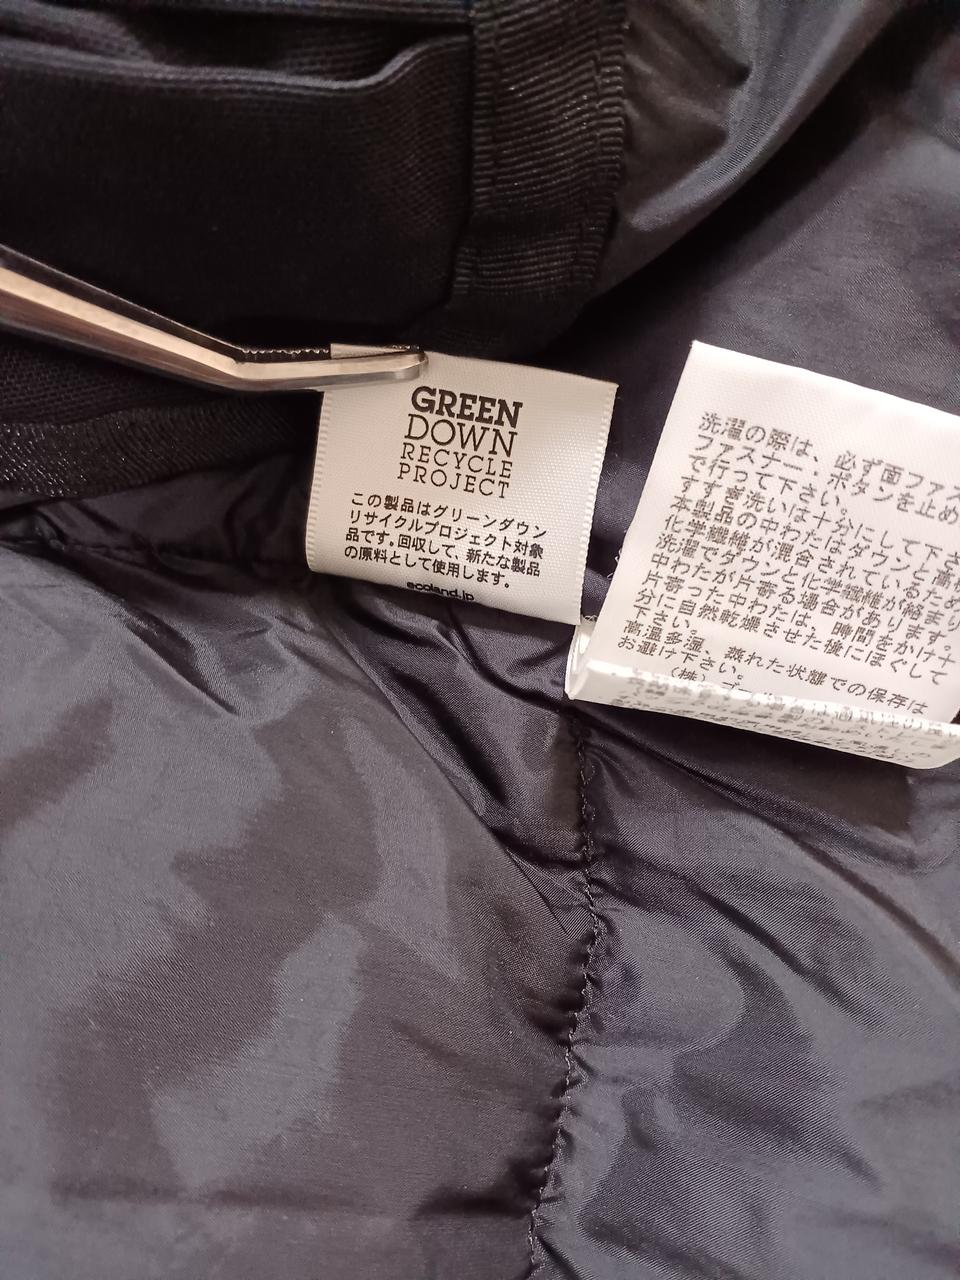 GREEN
DOWN
RECYCLE
PROJECT
この製品はグリーンダウン
リサイクルプロジェクト対象
品です。回収して、新たな製品
の原料として使用します。
ecoland.jp
洗濯の際は、必ず面ファス
ファスナー、ボタンを止め
で行って下さい。
すすぎ洗いは十分にして下さ
本製品の中わたはダウンと高
化学繊維が混合されているため
洗濯でダウンと化学繊維が絡まり
中わたが片寄る場合があります。
片寄った中わたは、時間をかけ十
分に自然乾燥させた後にほぐして
下さい。
高温多湿、蒸れた状態での保存は
お避け下さい。
(株)ゴー